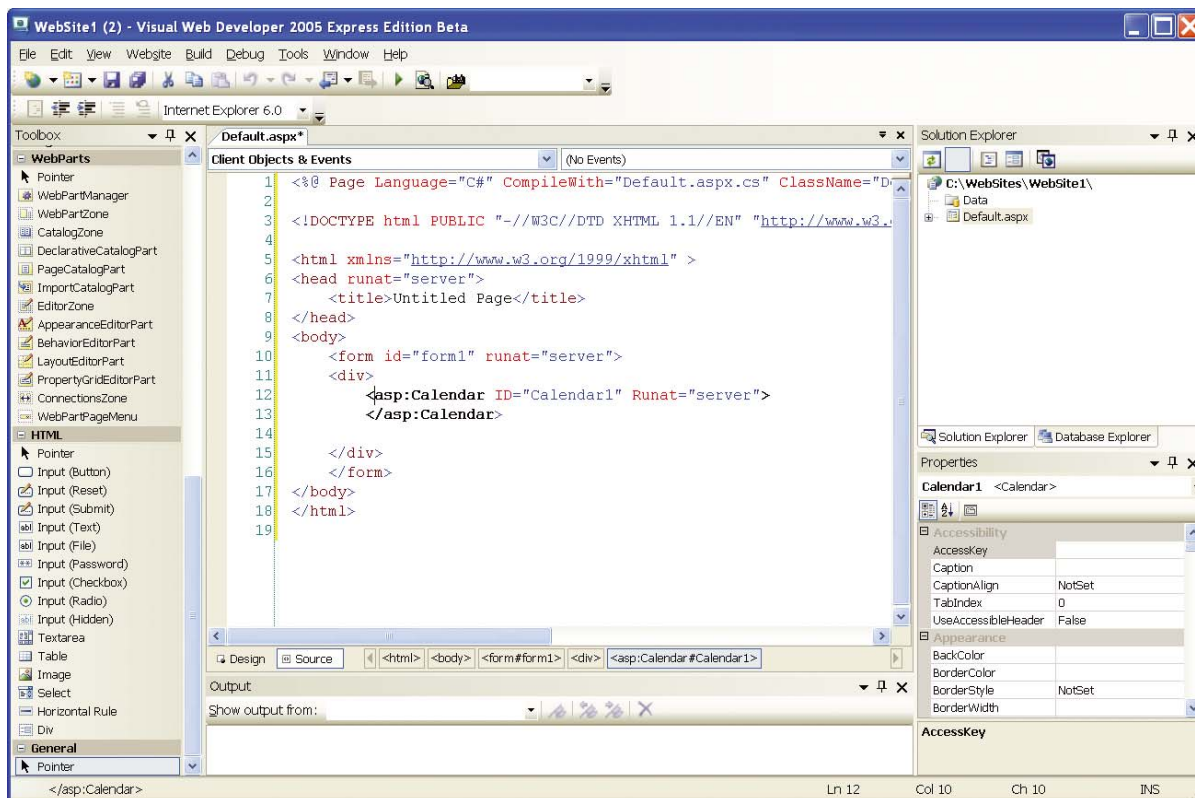 WebSite1 (2) - Visual Web Developer 2005 Express Edition Beta
File Edit View Website Build Debug Tools Window Help
Internet Explorer 6.0
Toolbox
WebParts
Pointer
WebPartManager
WebPartZone
CatalogZone
DeclarativeCatalogPart
PageCatalogPart
ImportCatalogPart
EditorZone
AppearanceEditorPart
BehaviorEditorPart
LayoutEditorPart
PropertyGridEditorPart
ConnectionsZone
WebPartPageMenu
HTML
Pointer
Input (Button)
Input (Reset)
Input (Submit)
Input (Text)
Input (File)
Input (Password)
Input (Checkbox)
Input (Radio)
Input (Hidden)
Textarea
Table
Image
Select
Horizontal Rule
Div
General
Pointer
Default.aspx*
Client Objects & Events (No Events)
1 <%@ Page Language="C#" CompileWith="Default.aspx.cs" ClassName="D
2
3 <!DOCTYPE html PUBLIC "-//W3C//DTD XHTML 1.1//EN" "http://www.w3.
4
5 <html xmlns="http://www.w3.org/1999/xhtml" >
6 <head runat="server">
7 <title>Untitled Page</title>
8 </head>
9 <body>
10 <form id="form1" runat="server">
11 <div>
12 <asp:Calendar ID="Calendar1" Runat="server">
13 </asp:Calendar>
14
15 </div>
16 </form>
17 </body>
18 </html>
19
Design Source <html> <body> <form#form1> <div> <asp:Calendar#Calendar1>
Output
Show output from:
Solution Explorer
C:\WebSites\WebSite1\
Data
Default.aspx
Solution Explorer Database Explorer
Properties
Calendar1 <Calendar>
Accessibility
AccessKey
Caption
CaptionAlign NotSet
TabIndex 0
UseAccessibleHeader False
Appearance
BackColor
BorderColor
BorderStyle NotSet
BorderWidth
AccessKey
</asp:Calendar> Ln 12 Col 10 Ch 10 INS